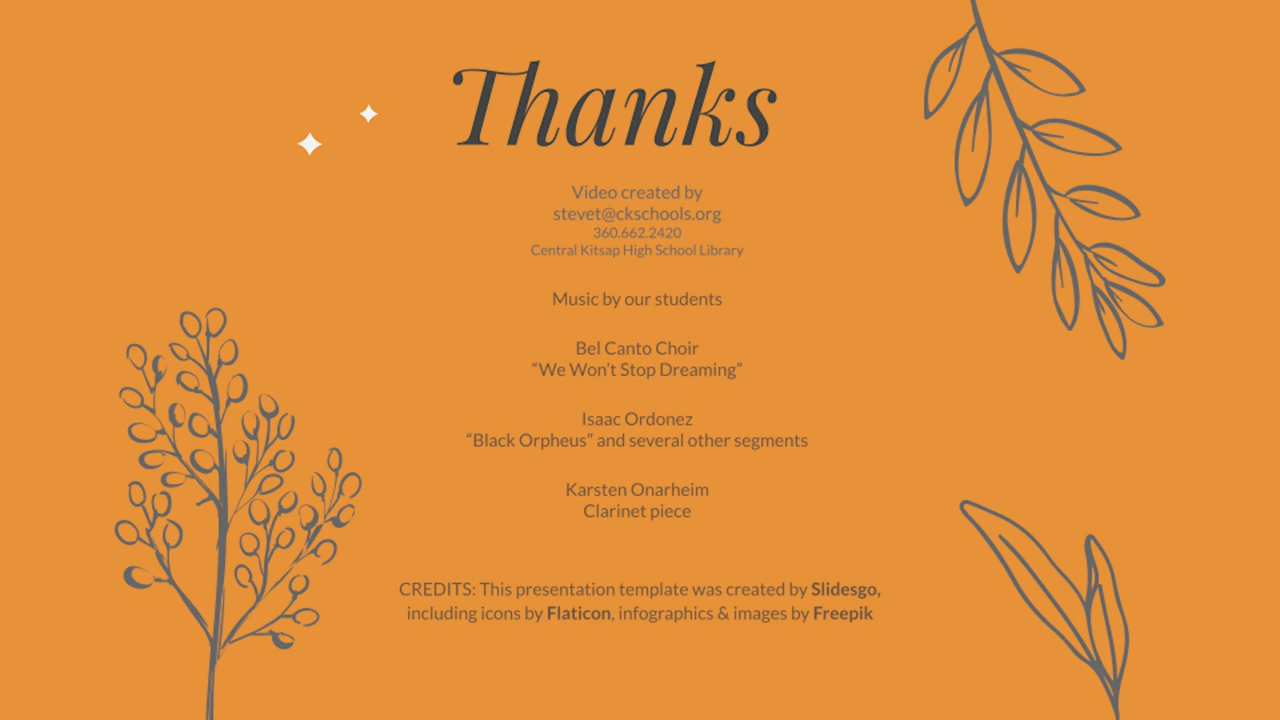 Thanks
Video created by
stevet@ckschools.org
360.662.2420
Central Kitsap High School Library
Music by our students
Bel Canto Choir
“We Won’t Stop Dreaming”
Isaac Ordonez
“Black Orpheus” and several other segments
Karsten Onarheim
Clarinet piece
CREDITS: This presentation template was created by Slidesgo,
including icons by Flaticon, infographics & images by Freepik